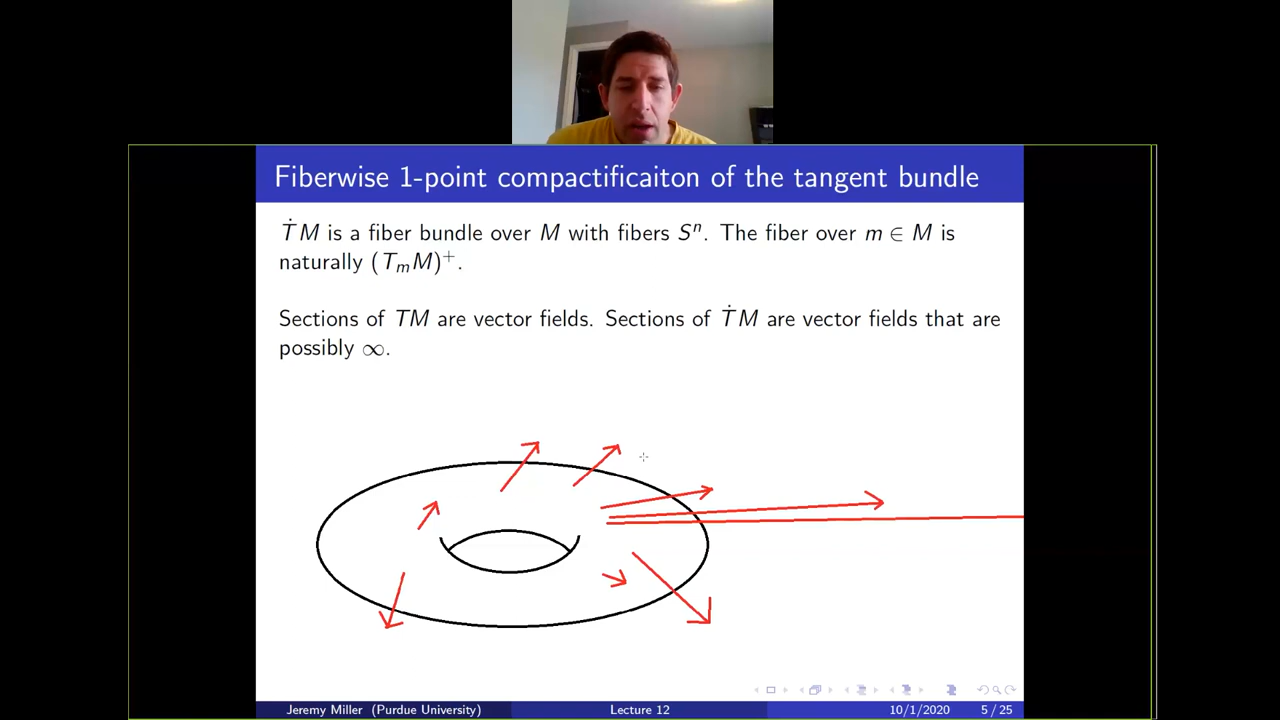 Fiberwise 1-point compactificaiton of the tangent bundle
ṪM is a fiber bundle over M with fibers Sⁿ. The fiber over m ∈ M is
naturally (TₘM)⁺.
Sections of TM are vector fields. Sections of ṪM are vector fields that are
possibly ∞.
Jeremy Miller (Purdue University) Lecture 12 10/1/2020 5 / 25